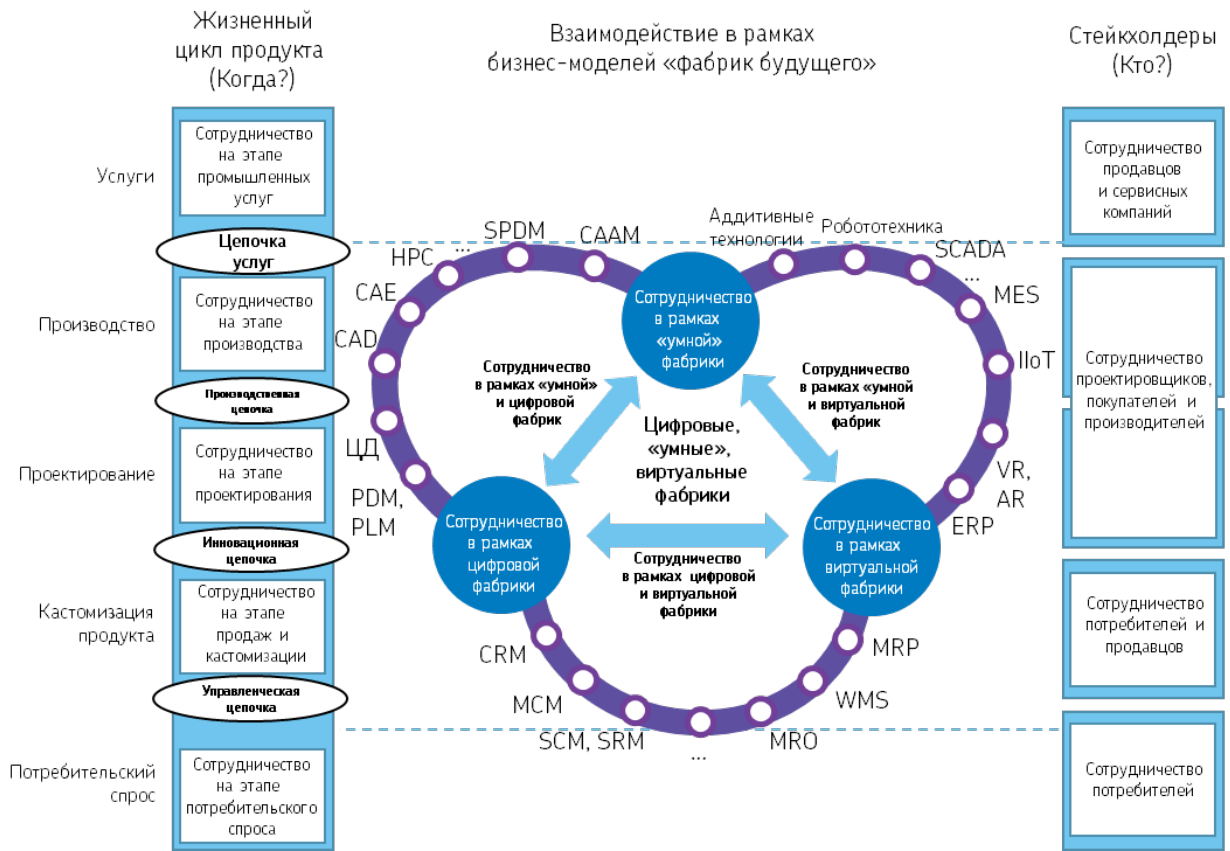 Жизненный
цикл продукта
(Когда?)
Взаимодействие в рамках
бизнес-моделей «фабрик будущего»
Стейкхолдеры
(Кто?)
Услуги
Сотрудничество
на этапе
промышленных
услуг
Цепочка
услуг
Производство
Сотрудничество
на этапе
производства
Производственная
цепочка
Проектирование
Сотрудничество
на этапе
проектирования
Инновационная
цепочка
Кастомизация
продукта
Сотрудничество
на этапе
продаж и
кастомизации
Управленческая
цепочка
Потребительский
спрос
Сотрудничество
на этапе
потребительского
спроса
PDM,
PLM
ЦД
CAD
CAE
HPC
...
SPDM
CAAM
Аддитивные
технологии
Робототехника
SCADA
...
MES
IIoT
VR,
AR
ERP
Сотрудничество
в рамках
«умной»
фабрики
Сотрудничество
в рамках «умной»
и цифровой
фабрик
Сотрудничество
в рамках «умной
и виртуальной
фабрик
Цифровые,
«умные»,
виртуальные
фабрики
Сотрудничество
в рамках
цифровой
фабрики
Сотрудничество
в рамках цифровой
и виртуальной
фабрики
Сотрудничество
в рамках
виртуальной
фабрики
CRM
MCM
SCM, SRM
...
MRO
WMS
MRP
Сотрудничество
продавцов
и сервисных
компаний
Сотрудничество
проектировщиков,
покупателей и
производителей
Сотрудничество
потребителей и
продавцов
Сотрудничество
потребителей